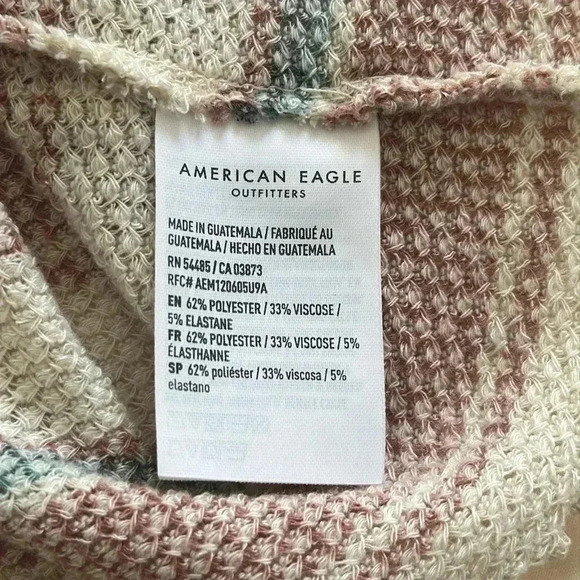 AMERICAN EAGLE
OUTFITTERS
MADE IN GUATEMALA / FABRIQUÉ AU
GUATEMALA / HECHO EN GUATEMALA
RN 54485 / CA 03873
RFC# AEM120605U9A
EN 62% POLYESTER / 33% VISCOSE /
5% ELASTANE
FR 62% POLYESTER / 33% VISCOSE / 5%
ÉLASTHANNE
SP 62% poliéster / 33% viscosa / 5%
elastano